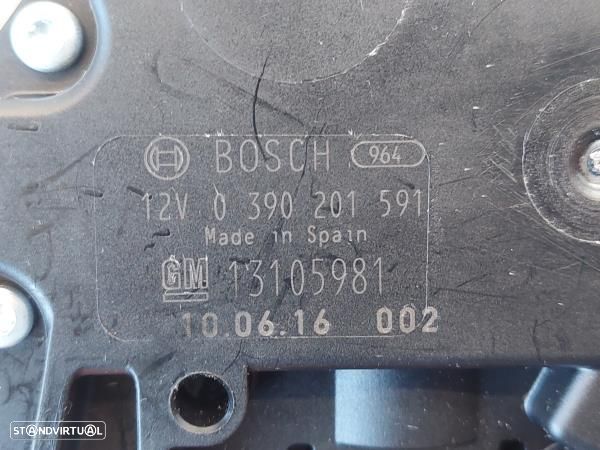 BOSCH 964
12V 0 390 201 591
Made in Spain
GM 13105981
10.06.16 002
STANDVIRTUAL